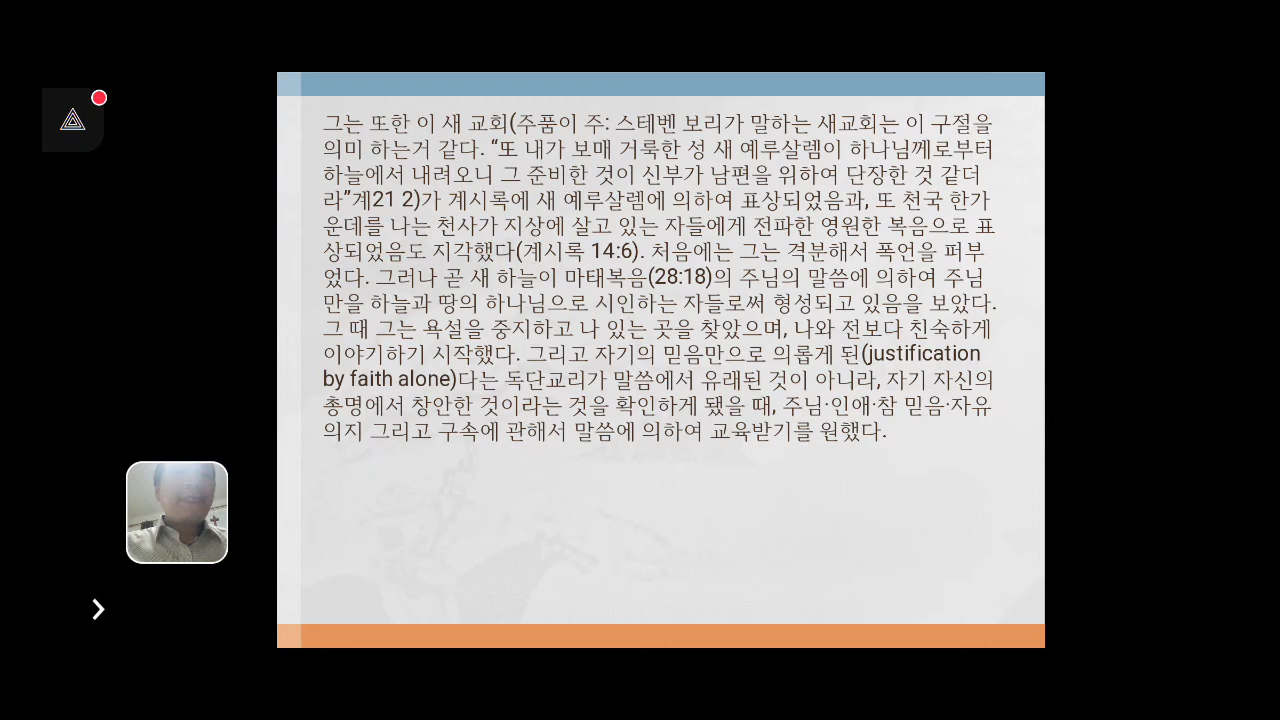 그는 또한 이 새 교회(주품이 주: 스테벤 보리가 말하는 새교회는 이 구절을
의미 하는거 같다. “또 내가 보매 거룩한 성 새 예루살렘이 하나님께로부터
하늘에서 내려오니 그 준비한 것이 신부가 남편을 위하여 단장한 것 같더
라”계21 2)가 계시록에 새 예루살렘에 의하여 표상되었음과, 또 천국 한가
운데를 나는 천사가 지상에 살고 있는 자들에게 전파한 영원한 복음으로 표
상되었음도 지각했다(계시록 14:6). 처음에는 그는 격분해서 폭언을 퍼부
었다. 그러나 곧 새 하늘이 마태복음(28:18)의 주님의 말씀에 의하여 주님
만을 하늘과 땅의 하나님으로 시인하는 자들로써 형성되고 있음을 보았다.
그 때 그는 욕설을 중지하고 나 있는 곳을 찾았으며, 나와 전보다 친숙하게
이야기하기 시작했다. 그리고 자기의 믿음만으로 의롭게 된(justification
by faith alone)다는 독단교리가 말씀에서 유래된 것이 아니라, 자기 자신의
총명에서 창안한 것이라는 것을 확인하게 됐을 때, 주님·인애·참 믿음·자유
의지 그리고 구속에 관해서 말씀에 의하여 교육받기를 원했다.